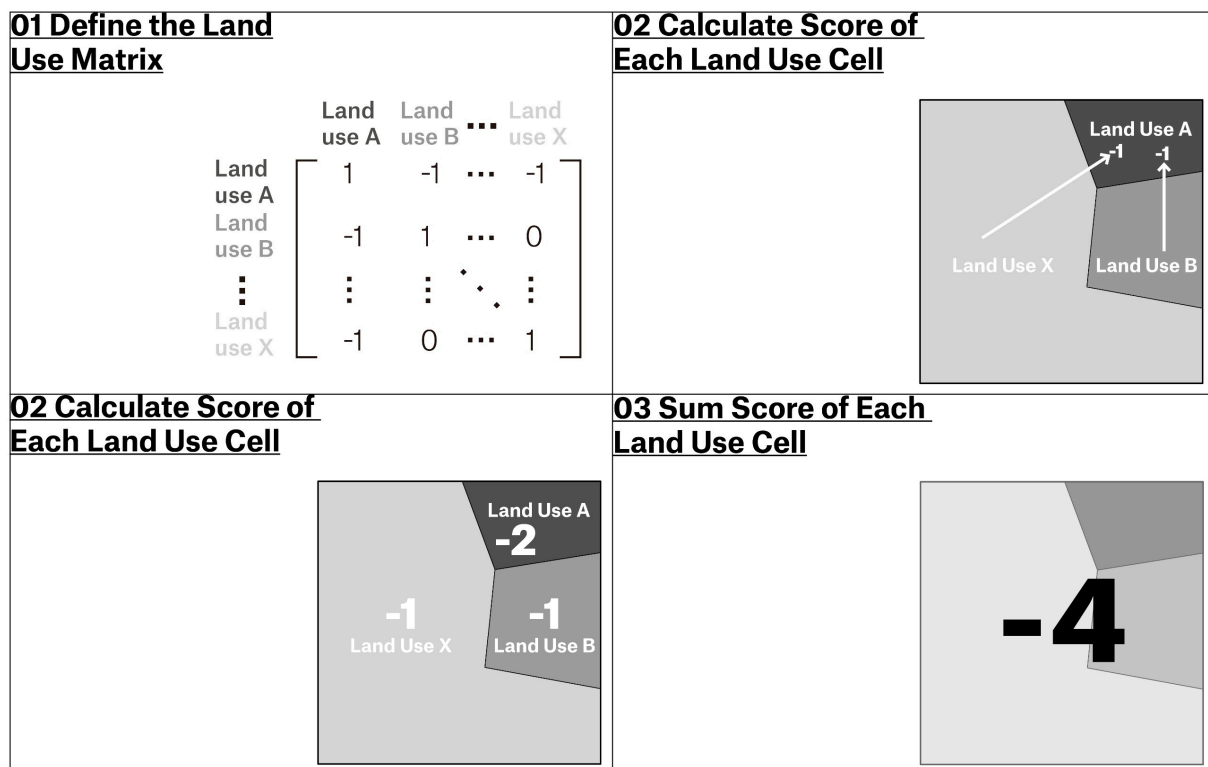 01 Define the Land
Use Matrix
Land Land ... Land
use A use B use X
Land
use A
1 -1 ... -1
Land
use B
-1 1 ... 0
⋮ ⋮ ⋮ ⋱ ⋮
Land
use X
-1 0 ... 1
02 Calculate Score of
Each Land Use Cell
Land Use A
-1 -1
Land Use X Land Use B
02 Calculate Score of
Each Land Use Cell
Land Use A
-2
-1 -1
Land Use X Land Use B
03 Sum Score of Each
Land Use Cell
-4